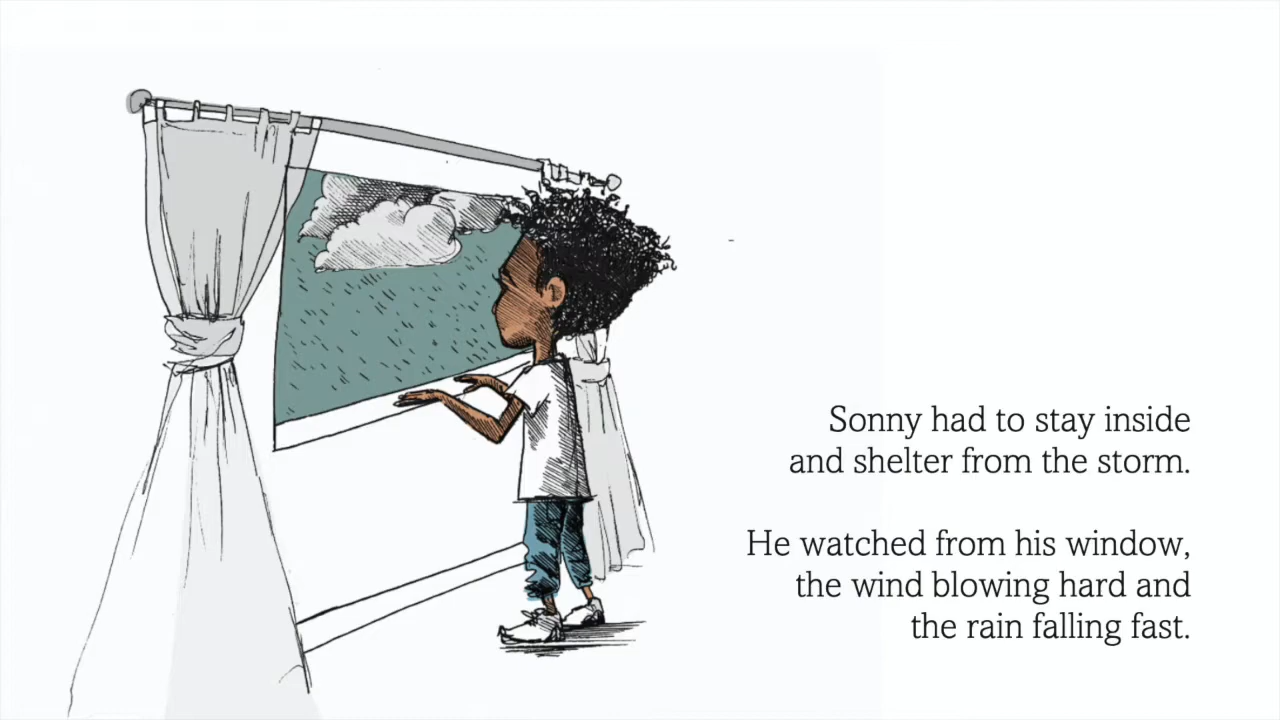 Sonny had to stay inside
and shelter from the storm.
He watched from his window,
the wind blowing hard and
the rain falling fast.